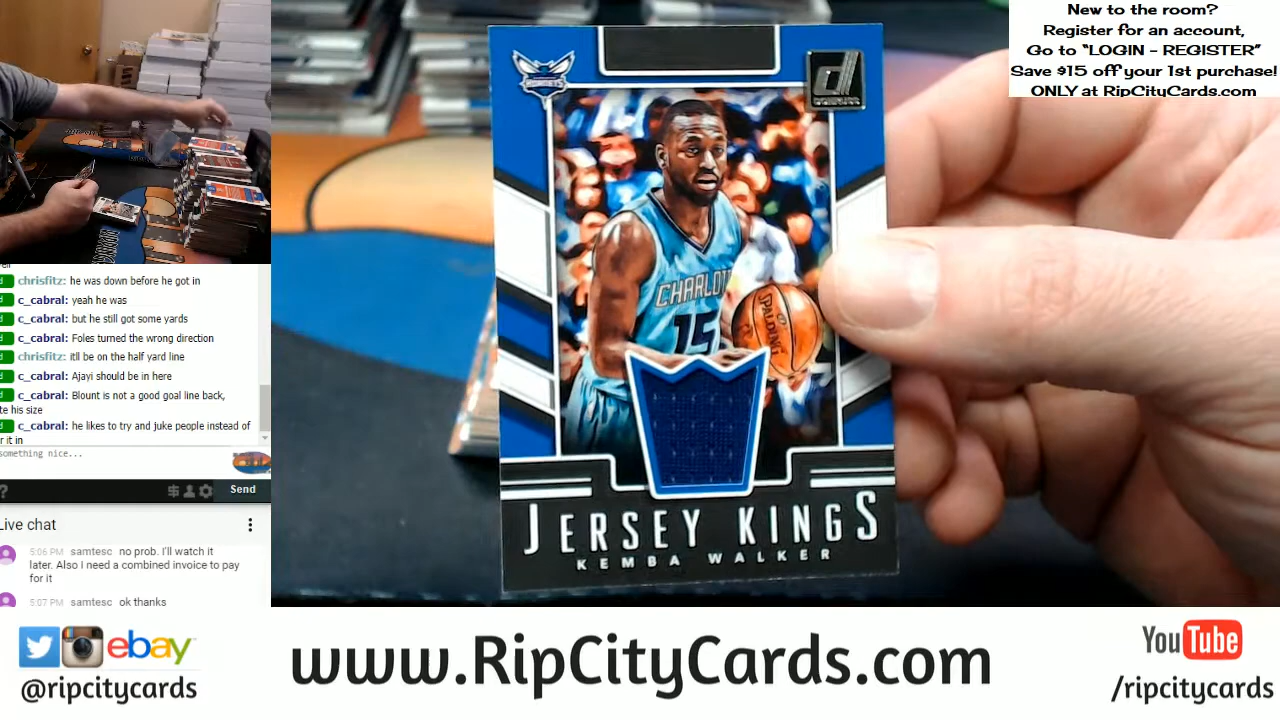 New to the room?
Register for an account,
Go to “LOGIN - REGISTER”
Save $15 off your 1st purchase!
ONLY at RipCityCards.com
HORNETS
DONRUSS
CHARLOT
15
SPALDING
JERSEY KINGS
KEMBA WALKER
chrisfitz: he was down before he got in
c_cabral: yeah he was
c_cabral: but he still got some yards
c_cabral: Foles turned the wrong direction
chrisfitz: itll be on the half yard line
c_cabral: Ajayi should be in here
c_cabral: Blount is not a good goal line back,
te his size
c_cabral: he likes to try and juke people instead of
r it in
something nice...
?
Send
Live chat
5:06 PM samtesc no prob. I'll watch it
later. Also I need a combined invoice to pay
for it
5:07 PM samtesc ok thanks
ebay
@ripcitycards
www.RipCityCards.com
YouTube
/ripcitycards